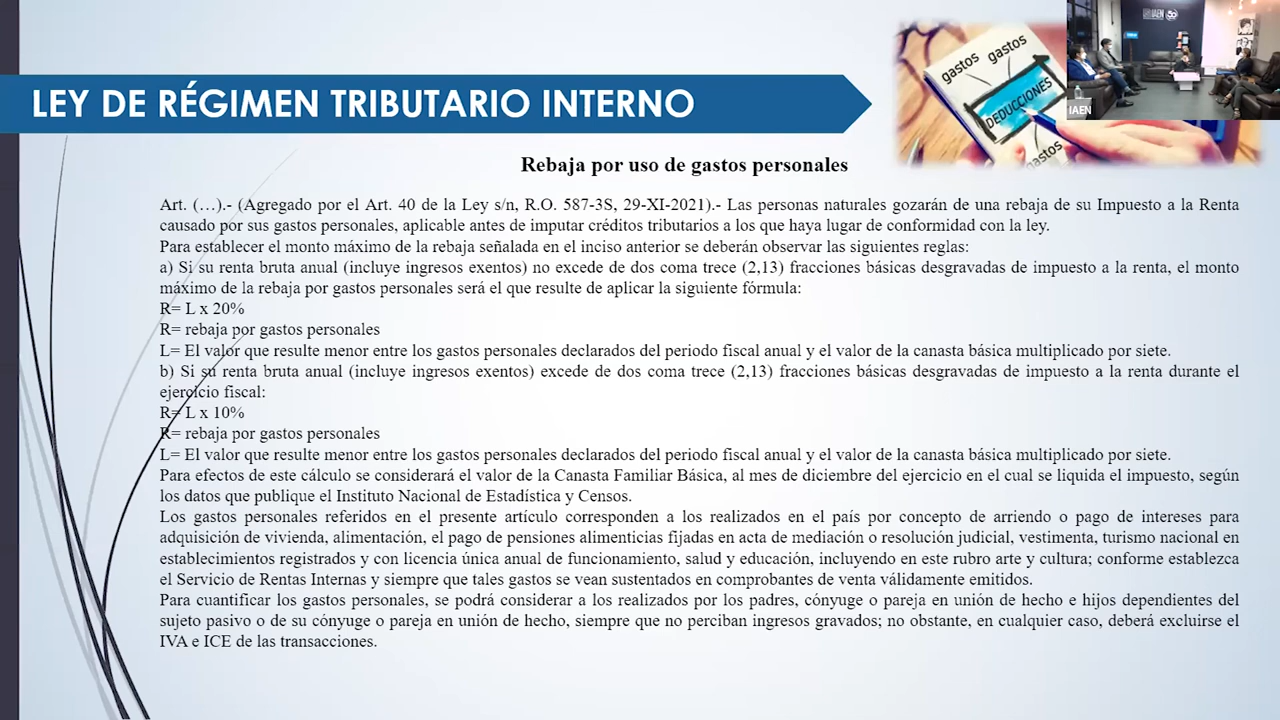 LEY DE RÉGIMEN TRIBUTARIO INTERNO
gastos gastos
DEDUCCIONES
gastos
IAEN 50
IAEN
Rebaja por uso de gastos personales
Art. (…).- (Agregado por el Art. 40 de la Ley s/n, R.O. 587-3S, 29-XI-2021).- Las personas naturales gozarán de una rebaja de su Impuesto a la Renta
causado por sus gastos personales, aplicable antes de imputar créditos tributarios a los que haya lugar de conformidad con la ley.
Para establecer el monto máximo de la rebaja señalada en el inciso anterior se deberán observar las siguientes reglas:
a) Si su renta bruta anual (incluye ingresos exentos) no excede de dos coma trece (2,13) fracciones básicas desgravadas de impuesto a la renta, el monto
máximo de la rebaja por gastos personales será el que resulte de aplicar la siguiente fórmula:
R= L x 20%
R= rebaja por gastos personales
L= El valor que resulte menor entre los gastos personales declarados del periodo fiscal anual y el valor de la canasta básica multiplicado por siete.
b) Si su renta bruta anual (incluye ingresos exentos) excede de dos coma trece (2,13) fracciones básicas desgravadas de impuesto a la renta durante el
ejercicio fiscal:
R= L x 10%
R= rebaja por gastos personales
L= El valor que resulte menor entre los gastos personales declarados del periodo fiscal anual y el valor de la canasta básica multiplicado por siete.
Para efectos de este cálculo se considerará el valor de la Canasta Familiar Básica, al mes de diciembre del ejercicio en el cual se liquida el impuesto, según
los datos que publique el Instituto Nacional de Estadística y Censos.
Los gastos personales referidos en el presente artículo corresponden a los realizados en el país por concepto de arriendo o pago de intereses para
adquisición de vivienda, alimentación, el pago de pensiones alimenticias fijadas en acta de mediación o resolución judicial, vestimenta, turismo nacional en
establecimientos registrados y con licencia única anual de funcionamiento, salud y educación, incluyendo en este rubro arte y cultura; conforme establezca
el Servicio de Rentas Internas y siempre que tales gastos se vean sustentados en comprobantes de venta válidamente emitidos.
Para cuantificar los gastos personales, se podrá considerar a los realizados por los padres, cónyuge o pareja en unión de hecho e hijos dependientes del
sujeto pasivo o de su cónyuge o pareja en unión de hecho, siempre que no perciban ingresos gravados; no obstante, en cualquier caso, deberá excluirse el
IVA e ICE de las transacciones.